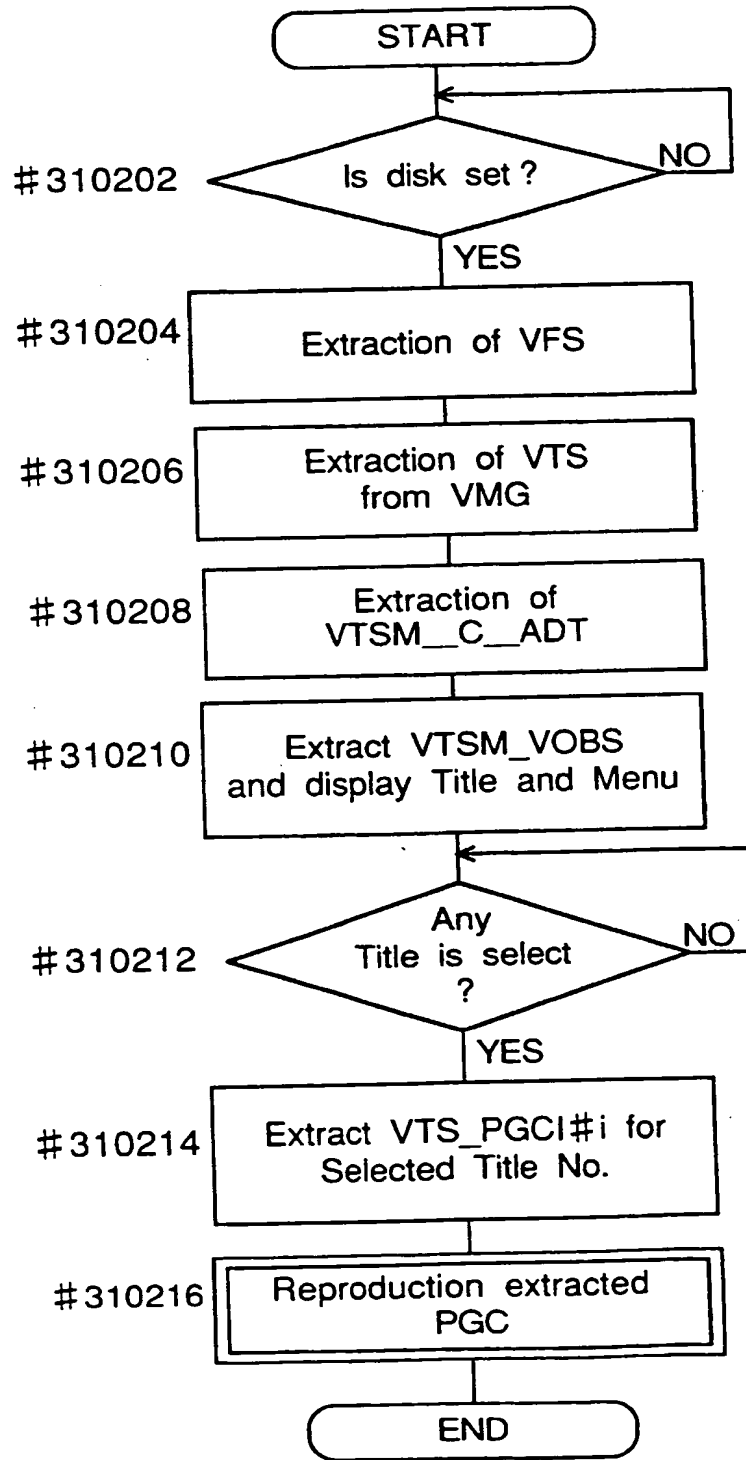 START
NO
#310202
Is disk set?
YES
#310204
Extraction of VFS
#310206
Extraction of VTS
from VMG
#310208
Extraction of
VTSM__C__ADT
#310210
Extract VTSM_VOBS
and display Title and Menu
Any
#310212
Title is select
NO
?
YES
#310214
Extract VTS_PGCI#i for
Selected Title No.
#310216
Reproduction extracted
PGC
END